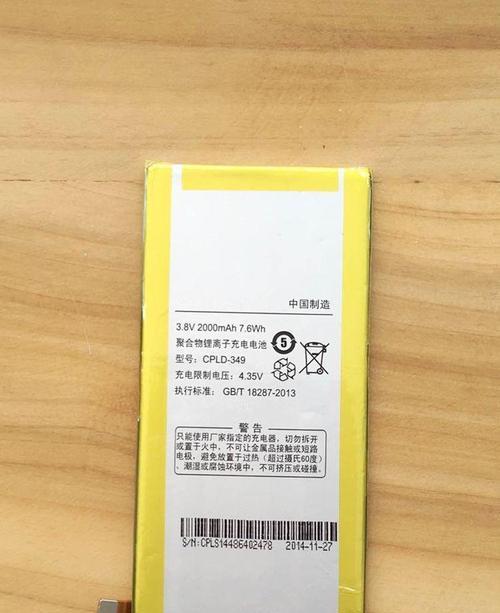 中国制造
3.8V 2000mAh 7.6Wh
聚合物锂离子充电电池
5
型号： CPLD-349
充电限制电压： 4.35V
执行标准： GB/T 18287-2013
警告
只能使用厂家指定的充电器，切勿拆开
或置于火中，不可让金属品接触或短路
电极，避免放置于过热（超过摄氏60度）
、潮湿或腐蚀环境中，不可挤压或碰撞。
S/N:CPLS14486402478 2014-11-27